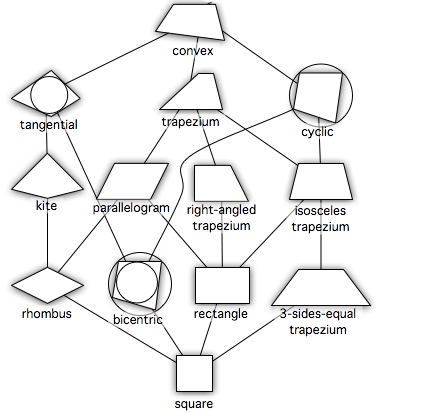 convex
tangential
trapezium
cyclic
kite
parallelogram
right-angled
trapezium
isosceles
trapezium
rhombus
bicentric
rectangle
3-sides-equal
trapezium
square